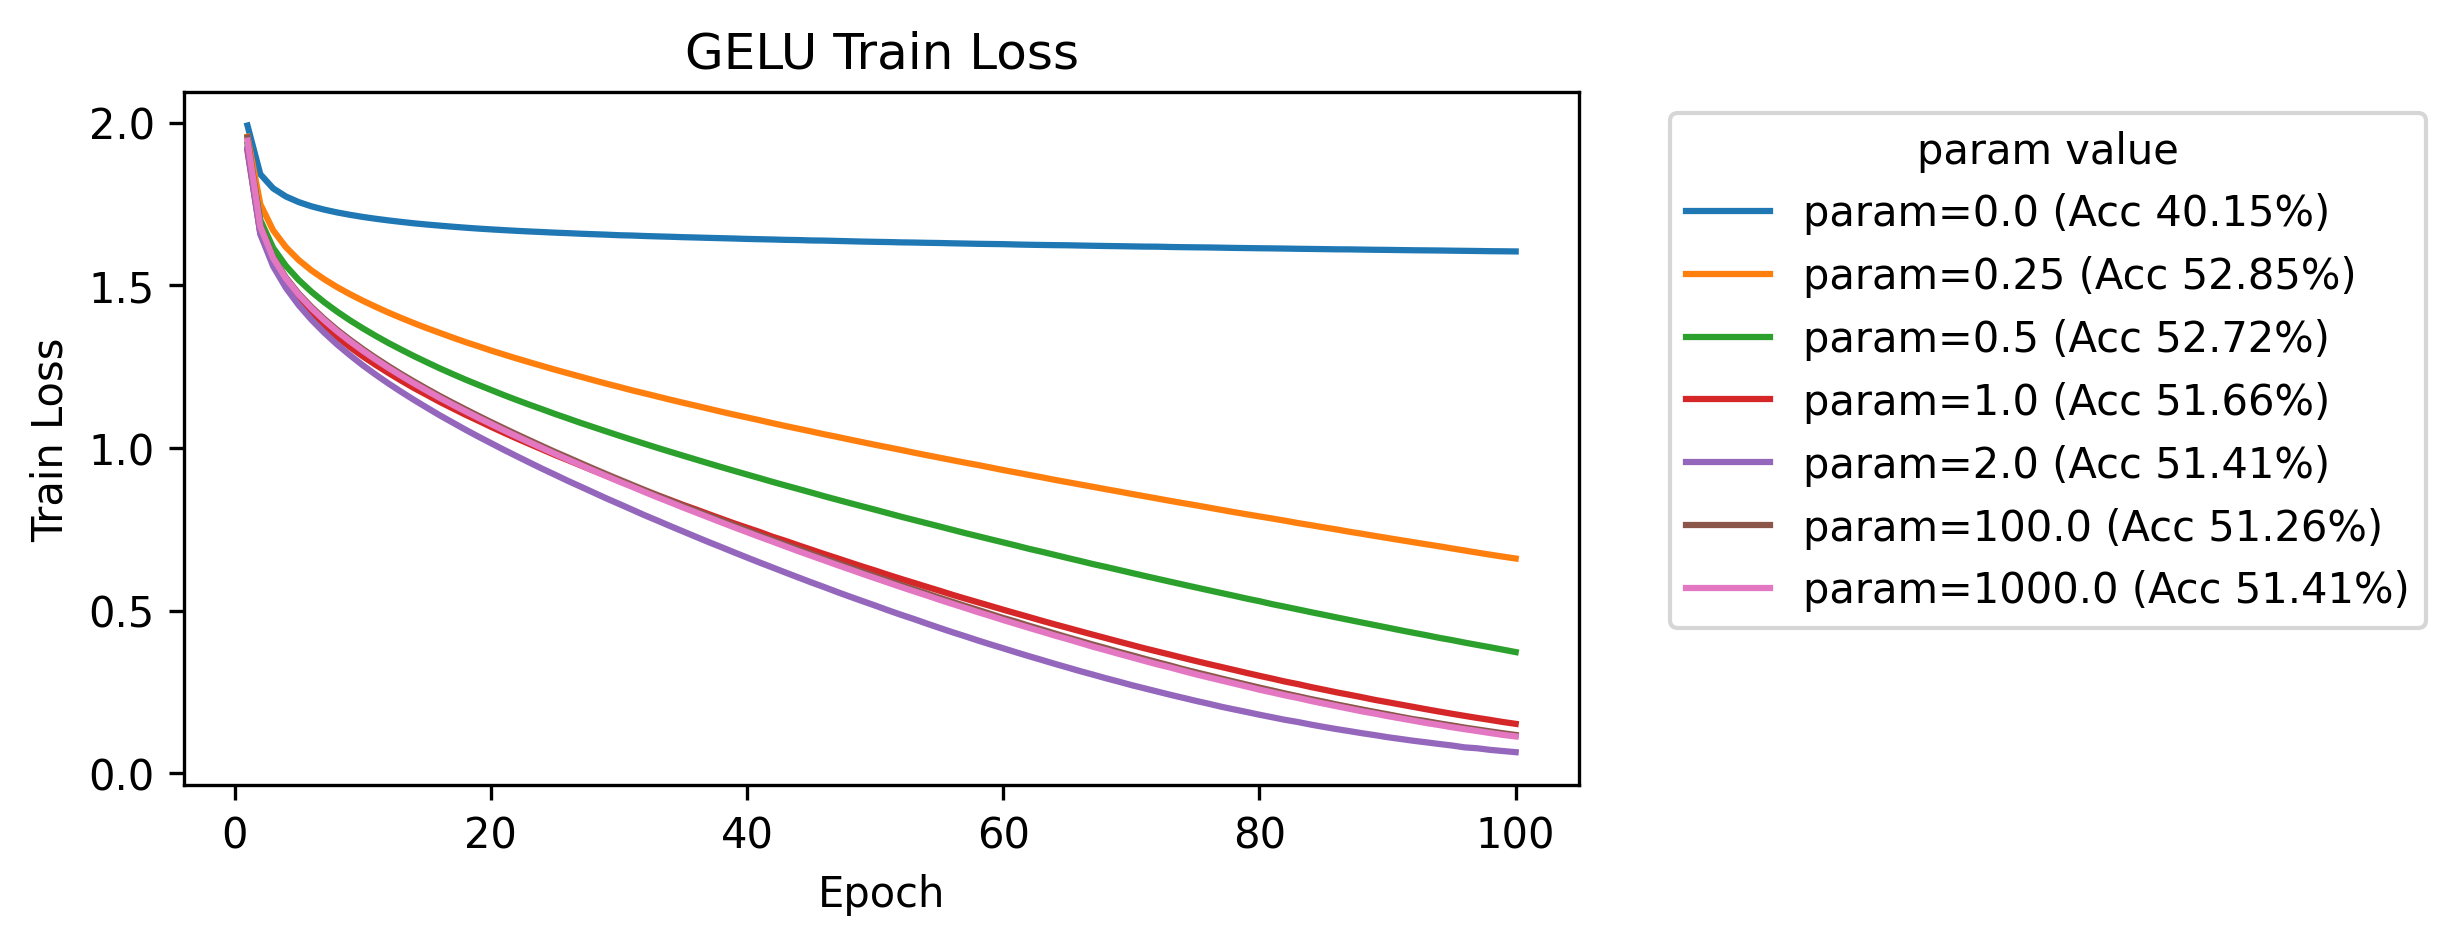 GELU Train Loss
Train Loss
2.0
1.5
1.0
0.5
0.0
0 20 40 60 80 100
Epoch
param value
param=0.0 (Acc 40.15%)
param=0.25 (Acc 52.85%)
param=0.5 (Acc 52.72%)
param=1.0 (Acc 51.66%)
param=2.0 (Acc 51.41%)
param=100.0 (Acc 51.26%)
param=1000.0 (Acc 51.41%)